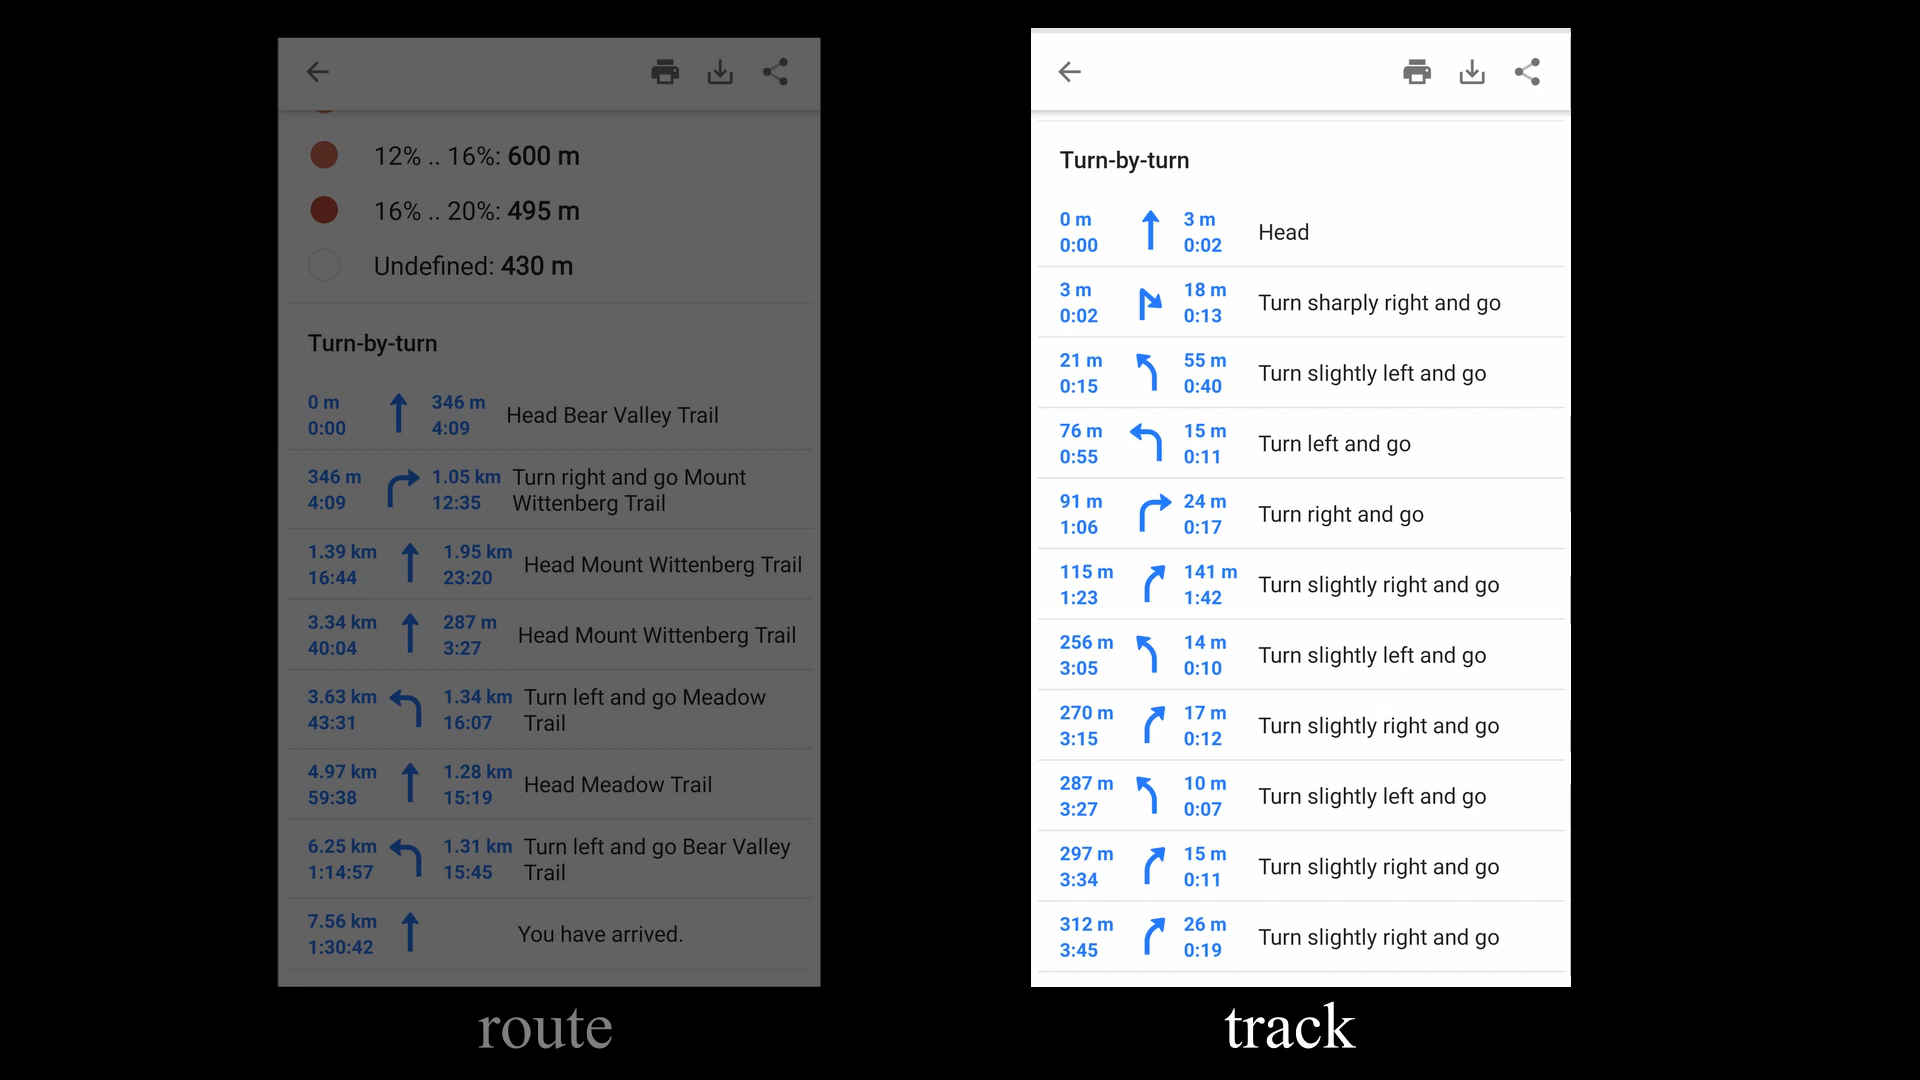 12% .. 16%: 600 m
16% .. 20%: 495 m
Undefined: 430 m
Turn-by-turn
0 m 346 m Head Bear Valley Trail
0:00 4:09
346 m 1.05 km Turn right and go Mount
4:09 12:35 Wittenberg Trail
1.39 km 1.95 km Head Mount Wittenberg Trail
16:44 23:20
3.34 km 287 m Head Mount Wittenberg Trail
40:04 3:27
3.63 km 1.34 km Turn left and go Meadow
43:31 16:07 Trail
4.97 km 1.28 km Head Meadow Trail
59:38 15:19
6.25 km 1.31 km Turn left and go Bear Valley
1:14:57 15:45 Trail
7.56 km You have arrived.
1:30:42
route
Turn-by-turn
0 m 3 m Head
0:00 0:02
3 m 18 m Turn sharply right and go
0:02 0:13
21 m 55 m Turn slightly left and go
0:15 0:40
76 m 15 m Turn left and go
0:55 0:11
91 m 24 m Turn right and go
1:06 0:17
115 m 141 m Turn slightly right and go
1:23 1:42
256 m 14 m Turn slightly left and go
3:05 0:10
270 m 17 m Turn slightly right and go
3:15 0:12
287 m 10 m Turn slightly left and go
3:27 0:07
297 m 15 m Turn slightly right and go
3:34 0:11
312 m 26 m Turn slightly right and go
3:45 0:19
track